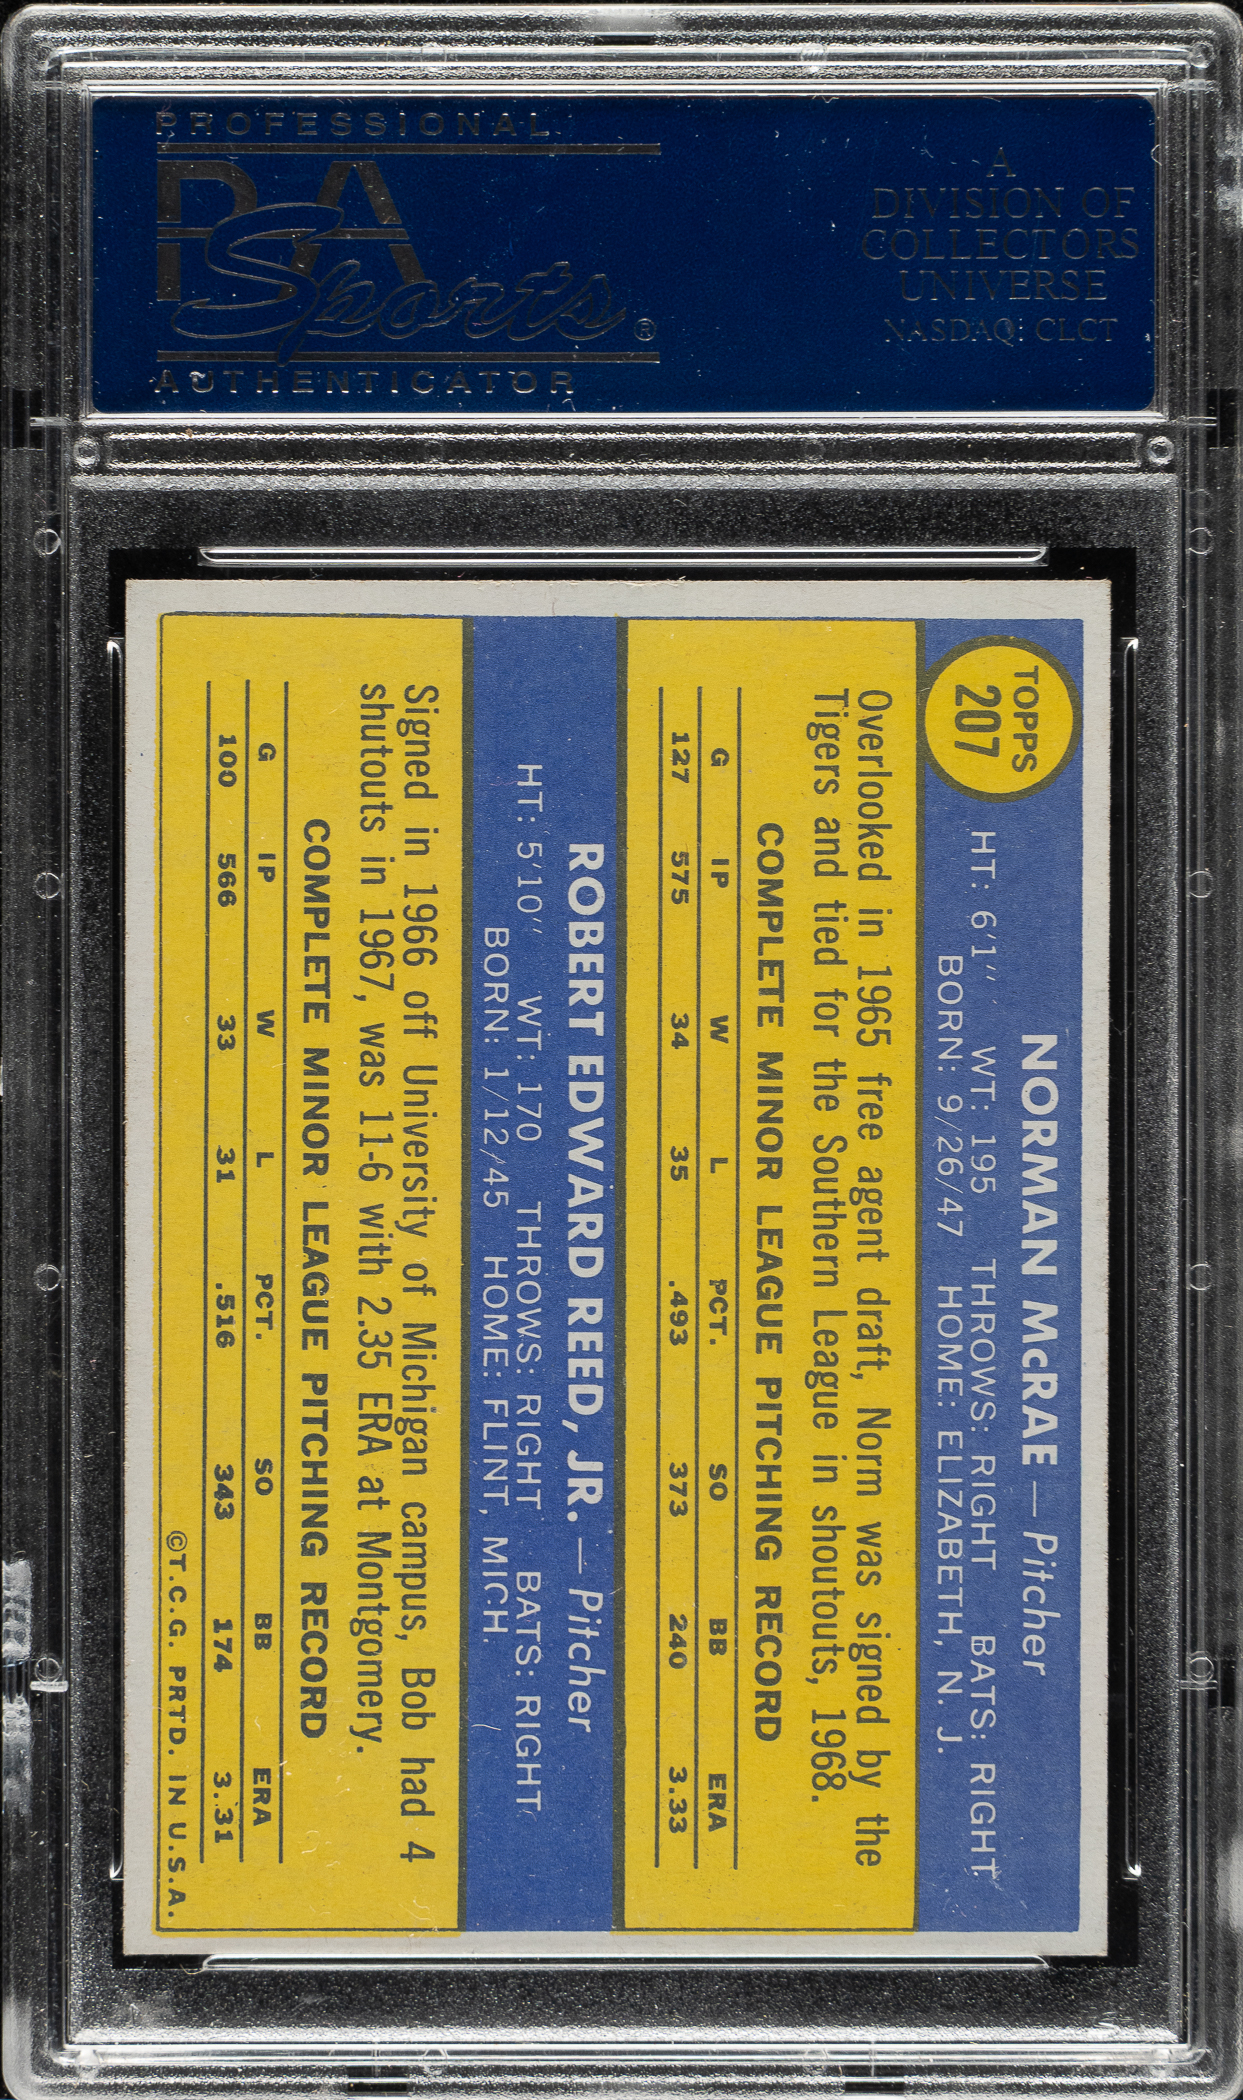 PROFESSIONAL
PSA
Sports®
AUTHENTICATOR
A
DIVISION OF
COLLECTORS
UNIVERSE
NASDAQ: CLCT
TOPPS
207
NORMAN McRAE — Pitcher
HT: 6'1" WT: 195 THROWS: RIGHT BATS: RIGHT
BORN: 9/26/47 HOME: ELIZABETH, N. J.
Overlooked in 1965 free agent draft, Norm was signed by the
Tigers and tied for the Southern League in shoutouts, 1968.
COMPLETE MINOR LEAGUE PITCHING RECORD
G IP W L PCT. SO BB ERA
127 575 34 35 .493 373 240 3.33
ROBERT EDWARD REED, JR. — Pitcher
HT: 5'10" WT: 170 THROWS: RIGHT BATS: RIGHT
BORN: 1/12/45 HOME: FLINT, MICH.
Signed in 1966 off University of Michigan campus, Bob had 4
shutouts in 1967, was 11-6 with 2.35 ERA at Montgomery.
COMPLETE MINOR LEAGUE PITCHING RECORD
G IP W L PCT. SO BB ERA
100 566 33 31 .516 343 174 3.31
©T.C.G. PRTD. IN U.S.A.